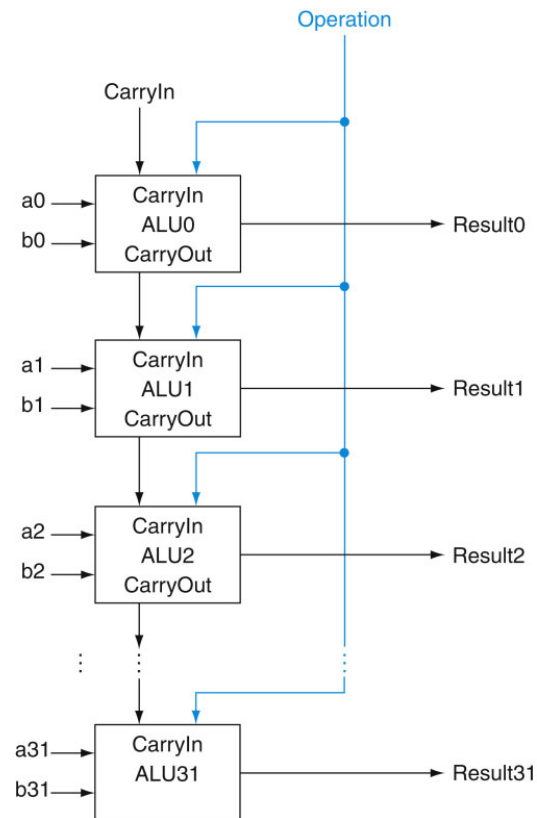 Operation
CarryIn
a0
b0
CarryIn
ALU0
CarryOut
Result0
a1
b1
CarryIn
ALU1
CarryOut
Result1
a2
b2
CarryIn
ALU2
CarryOut
Result2
a31
b31
CarryIn
ALU31
Result31